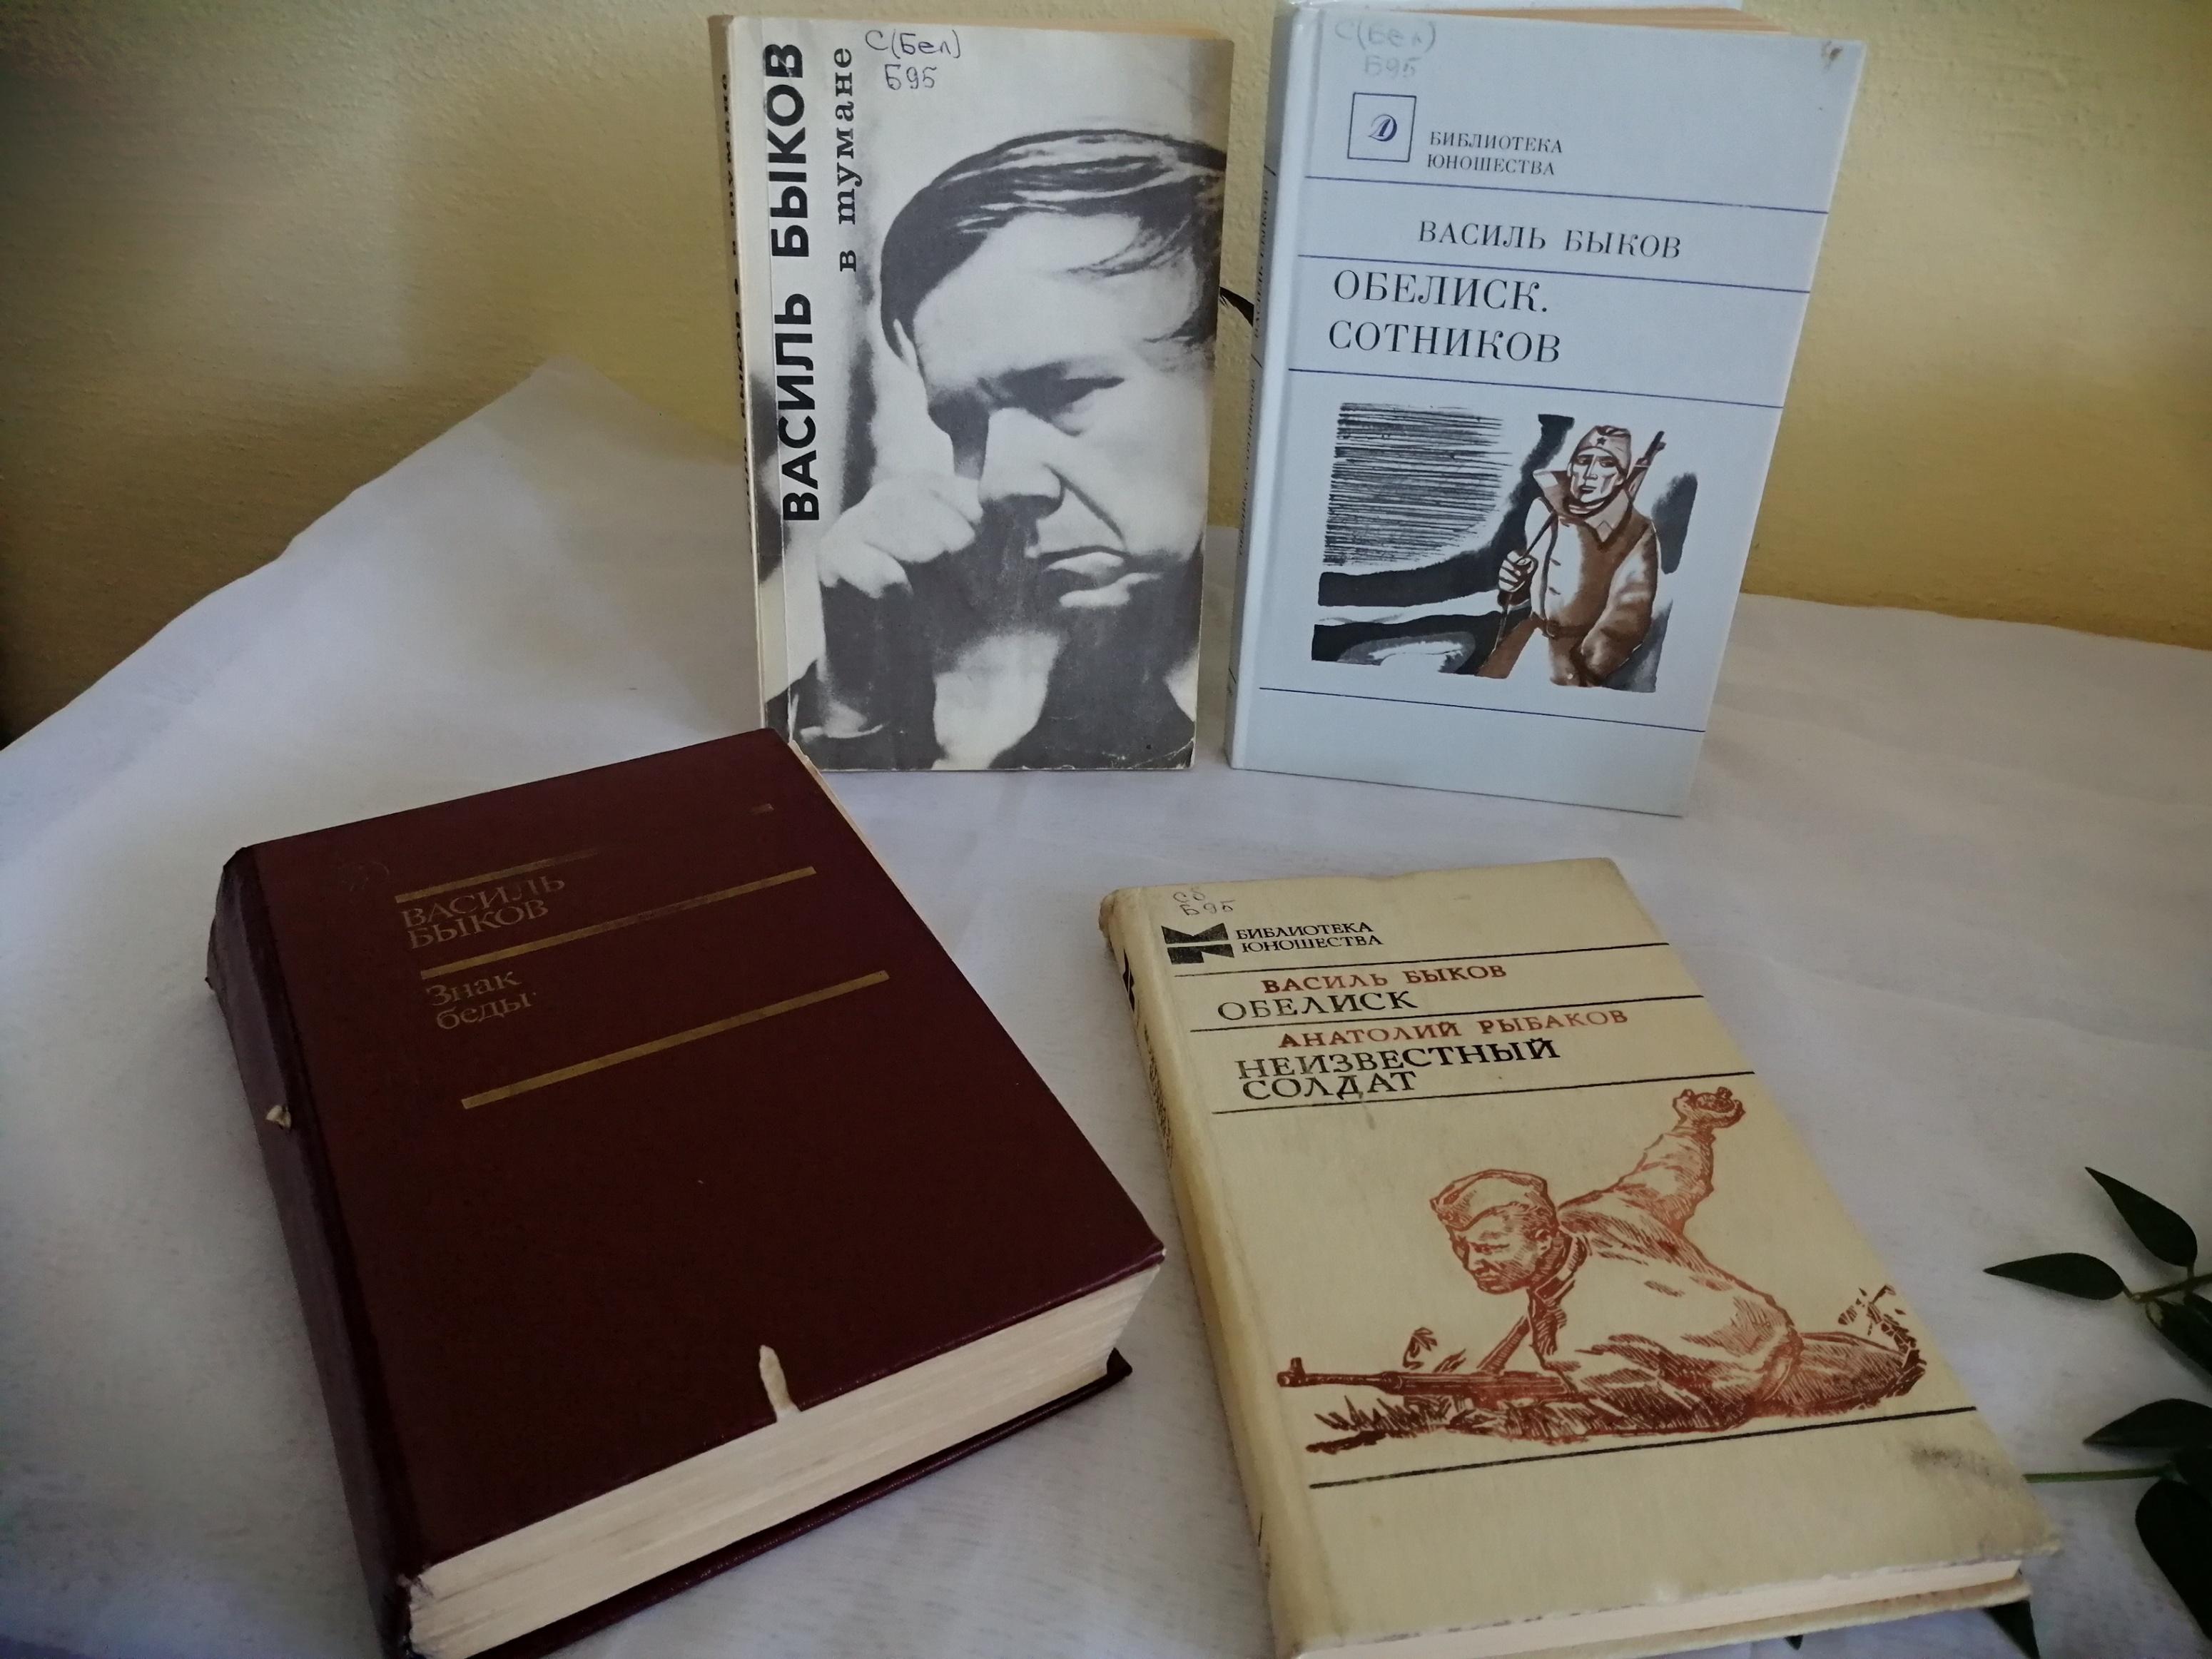 ВАСИЛЬ БЫКОВ
в тумане
С(Бел)
Б95
С(Бел)
Б95
БИБЛИОТЕКА
ЮНОШЕСТВА
ВАСИЛЬ БЫКОВ
ОБЕЛИСК.
СОТНИКОВ
ВАСИЛЬ
БЫКОВ
Знак
беды
Сб
Б95
БИБЛИОТЕКА
ЮНОШЕСТВА
ВАСИЛЬ БЫКОВ
ОБЕЛИСК
АНАТОЛИЙ РЫБАКОВ
НЕИЗВЕСТНЫЙ
СОЛДАТ